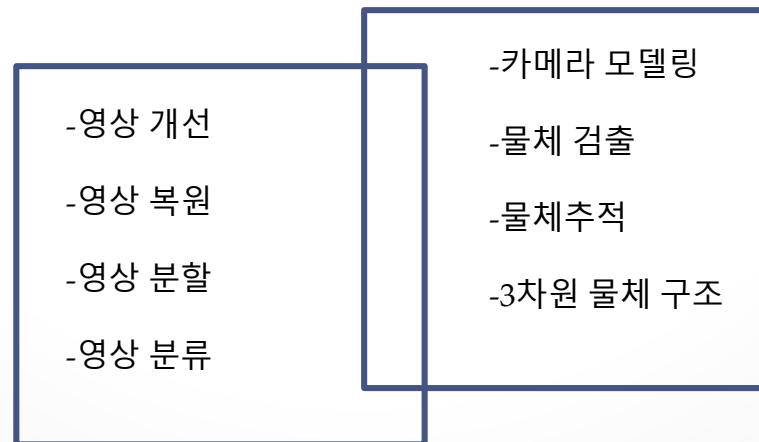 -영상 개선
-영상 복원
-영상 분할
-영상 분류
-카메라 모델링
-물체 검출
-물체추적
-3차원 물체 구조